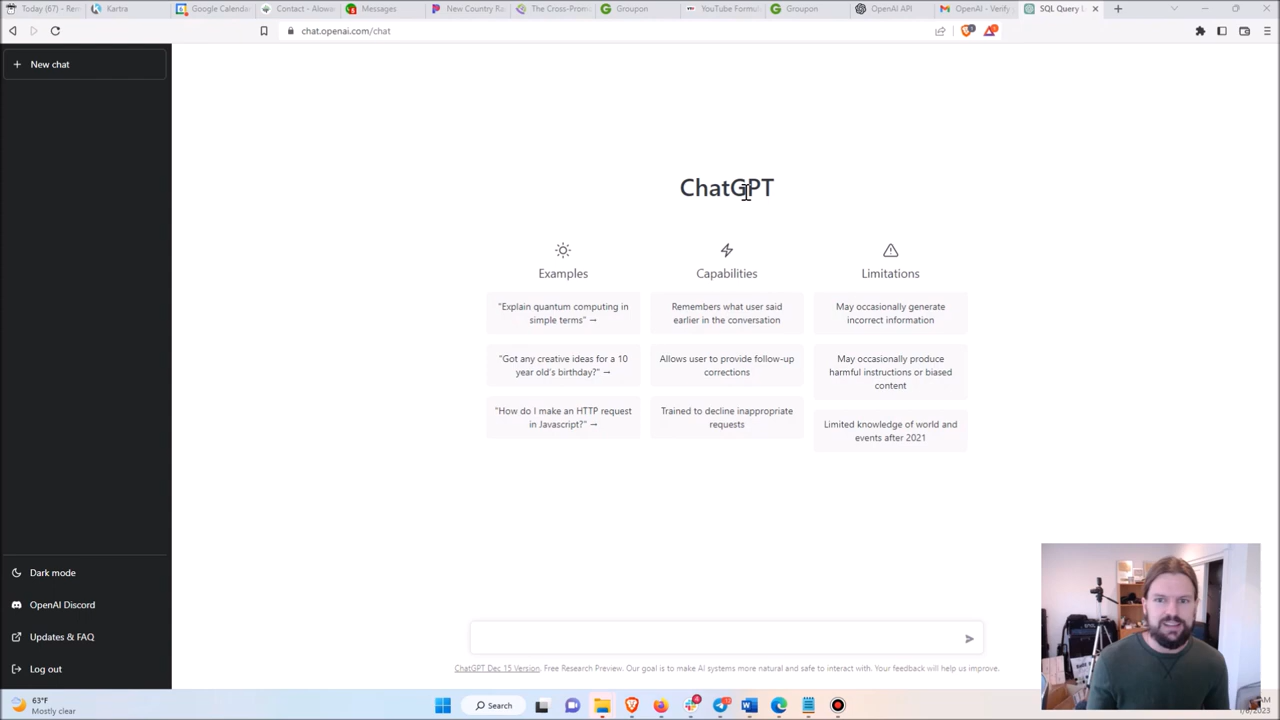 Today (67) - Rem
Kartra
Google Calenda
Contact - Alowa
Messages
New Country Ra
The Cross-Prom
Groupon
YouTube Formul
Groupon
OpenAI API
OpenAI - Verify
SQL Query L
chat.openai.com/chat
New chat
ChatGPT
Examples
Capabilities
Limitations
"Explain quantum computing in
simple terms" →
Remembers what user said
earlier in the conversation
May occasionally generate
incorrect information
"Got any creative ideas for a 10
year old's birthday?" →
Allows user to provide follow-up
corrections
May occasionally produce
harmful instructions or biased
content
"How do I make an HTTP request
in Javascript?" →
Trained to decline inappropriate
requests
Limited knowledge of world and
events after 2021
Dark mode
OpenAI Discord
Updates & FAQ
Log out
ChatGPT Dec 15 Version. Free Research Preview. Our goal is to make AI systems more natural and safe to interact with. Your feedback will help us improve.
63°F
Mostly clear
Search
AM